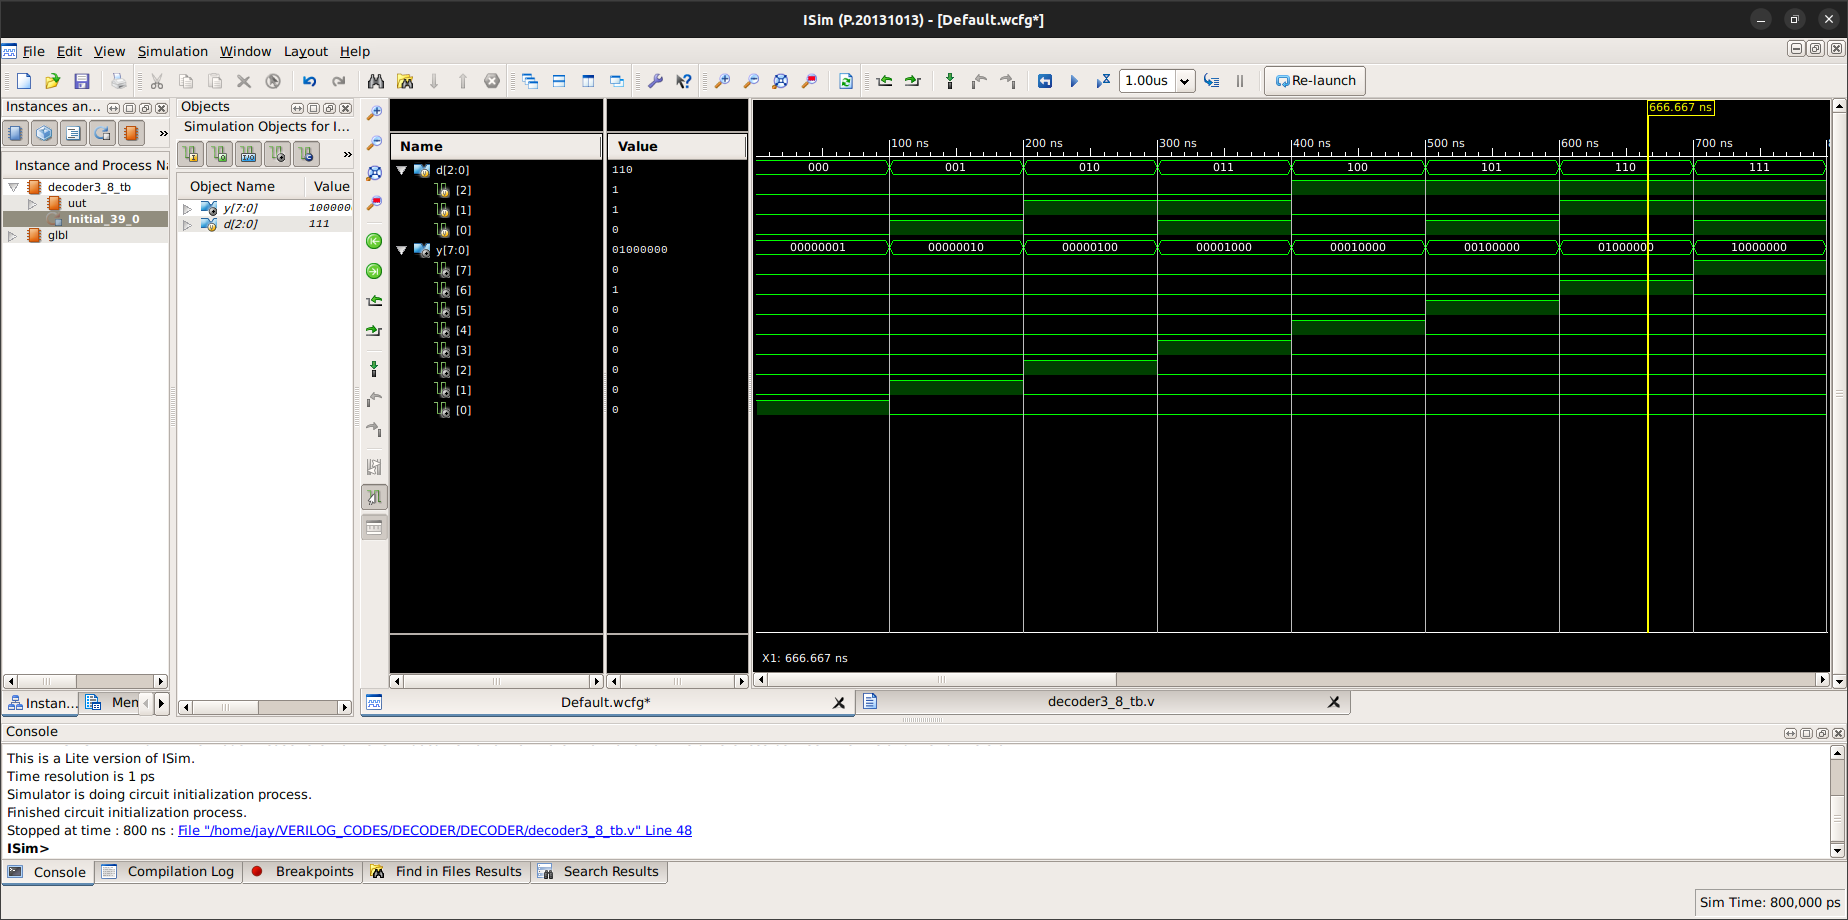 ISim (P.20131013) - [Default.wcfg*]
File Edit View Simulation Window Layout Help
1.00us
Re-launch
Instances an...
Instance and Process Na
decoder3_8_tb
uut
Initial_39_0
glbl
Instan...
Men
Objects
Simulation Objects for I...
Object Name Value
y[7:0] 1000000
d[2:0] 111
Name Value
d[2:0] 110
[2] 1
[1] 1
[0] 0
y[7:0] 01000000
[7] 0
[6] 1
[5] 0
[4] 0
[3] 0
[2] 0
[1] 0
[0] 0
666.667 ns
100 ns 200 ns 300 ns 400 ns 500 ns 600 ns 700 ns
000 001 010 011 100 101 110 111
00000001 00000010 00000100 00001000 00010000 00100000 01000000 10000000
X1: 666.667 ns
Default.wcfg* decoder3_8_tb.v
Console
This is a Lite version of ISim.
Time resolution is 1 ps
Simulator is doing circuit initialization process.
Finished circuit initialization process.
Stopped at time : 800 ns : File "/home/jay/VERILOG_CODES/DECODER/DECODER/decoder3_8_tb.v" Line 48
ISim>
Console Compilation Log Breakpoints Find in Files Results Search Results
Sim Time: 800,000 ps